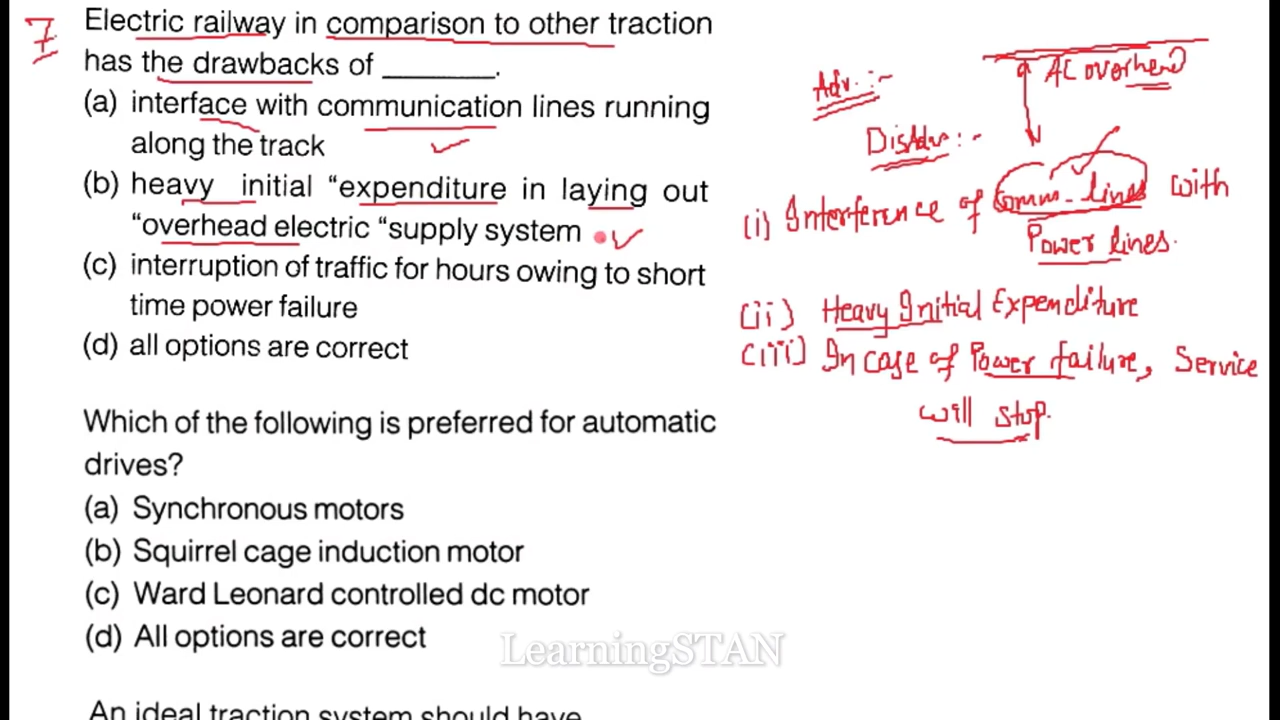 7 Electric railway in comparison to other traction
has the drawbacks of _______.
(a) interface with communication lines running
along the track
(b) heavy initial “expenditure in laying out
“overhead electric “supply system
(c) interruption of traffic for hours owing to short
time power failure
(d) all options are correct
Which of the following is preferred for automatic
drives?
(a) Synchronous motors
(b) Squirrel cage induction motor
(c) Ward Leonard controlled dc motor
(d) All options are correct
An ideal traction system should have
AC overhead
Adv. :-
DisAdv :-
(i) Interference of Comm. lines with
Power lines.
(ii) Heavy Initial Expenditure
(iii) In case of Power failure, Service
will stop.
LearningSTAN